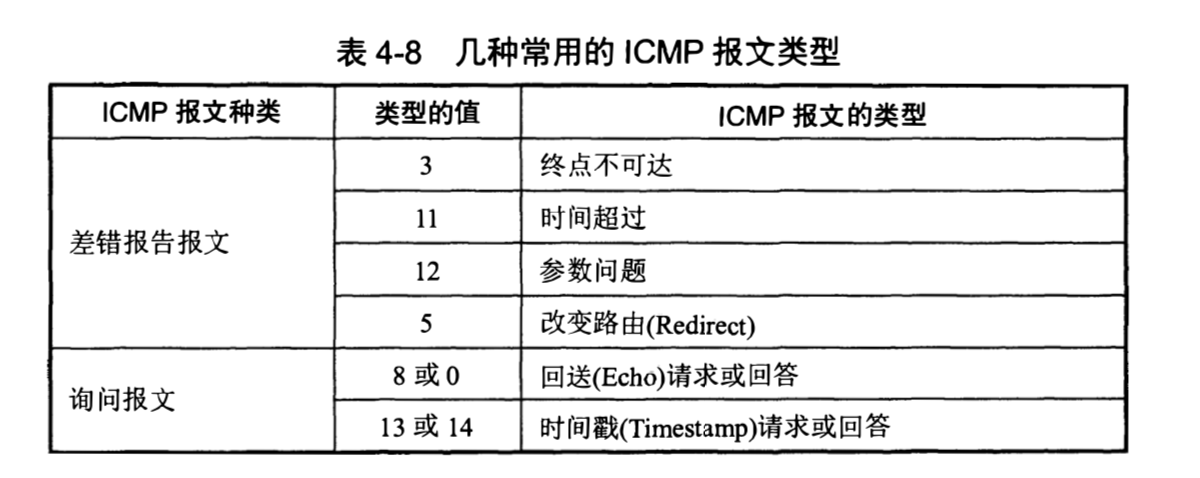 表 4-8 几种常用的 ICMP 报文类型
ICMP 报文种类 类型的值 ICMP 报文的类型
差错报告报文
3 终点不可达
11 时间超过
12 参数问题
5 改变路由(Redirect)
询问报文
8 或 0 回送(Echo)请求或回答
13 或 14 时间戳(Timestamp)请求或回答